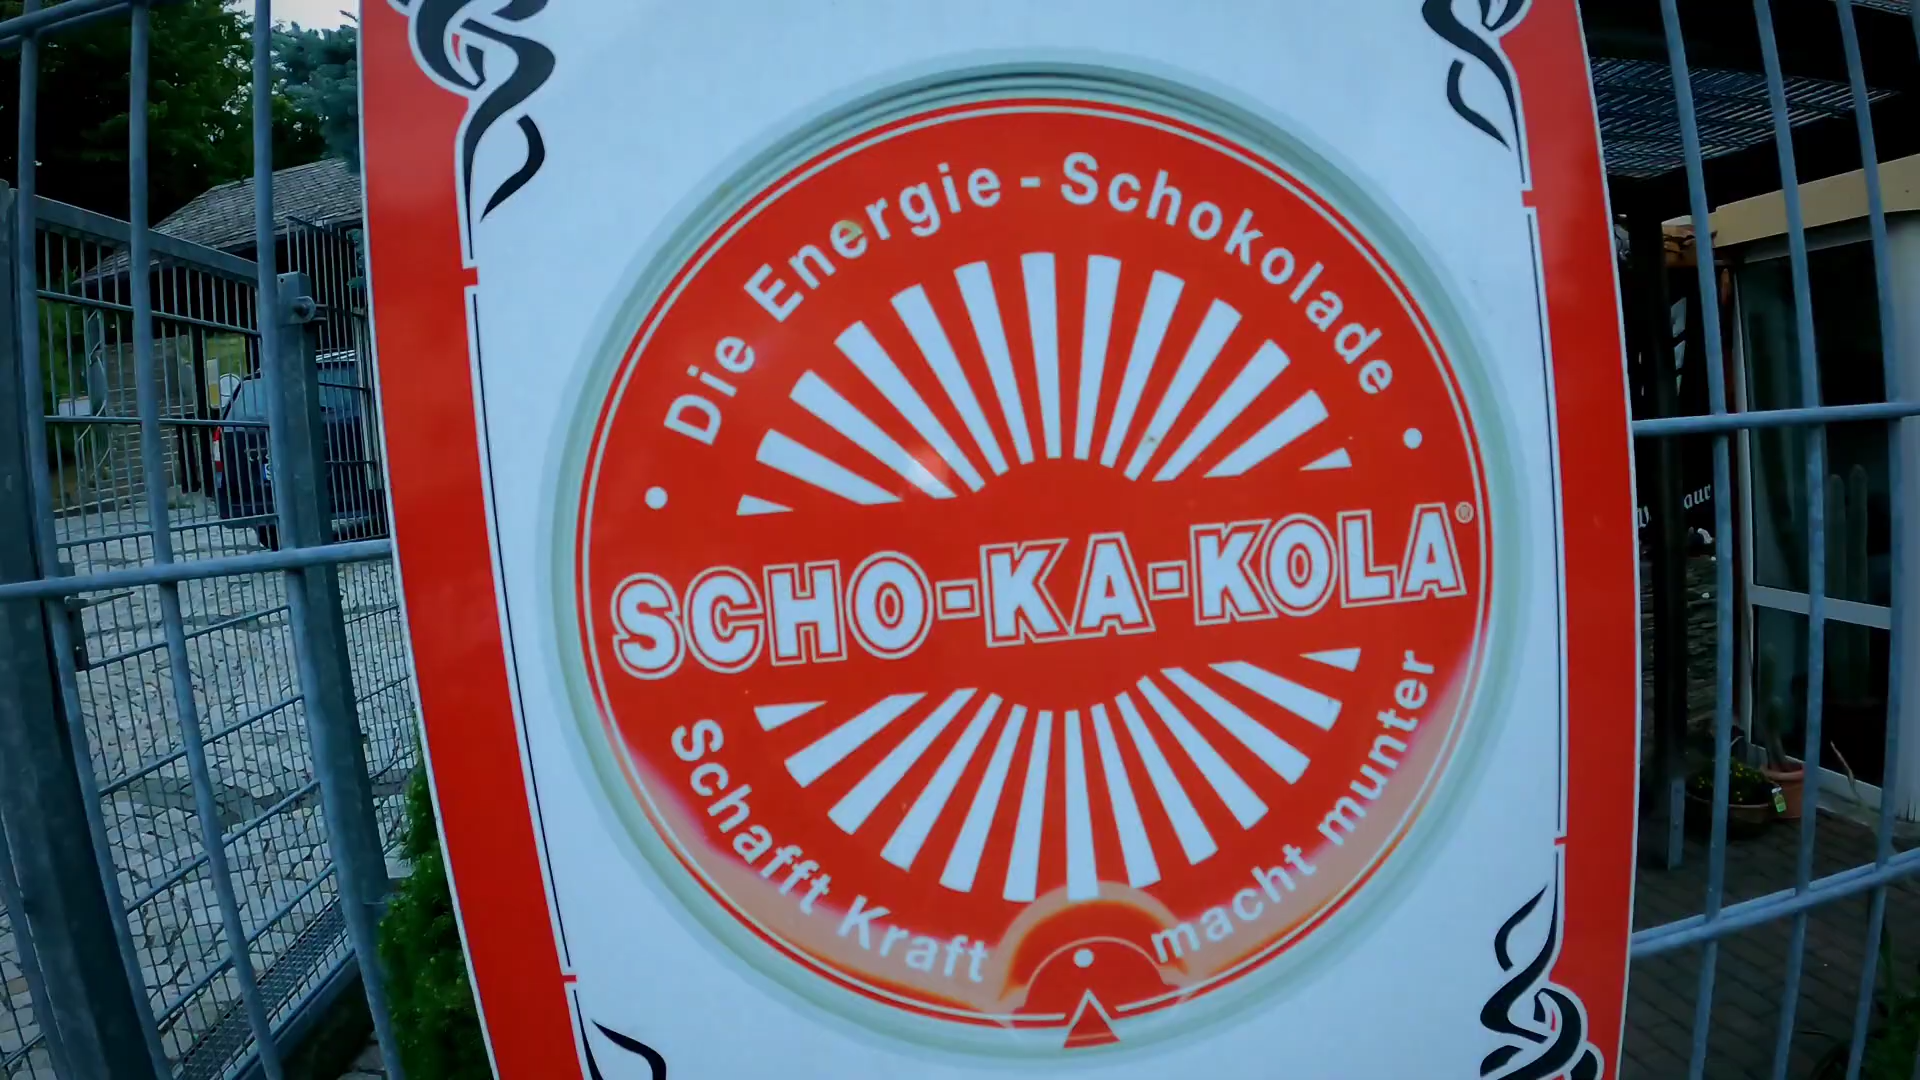 Die Energie-Schokolade
SCHO-KA-KOLA®
Schafft Kraft
macht munter